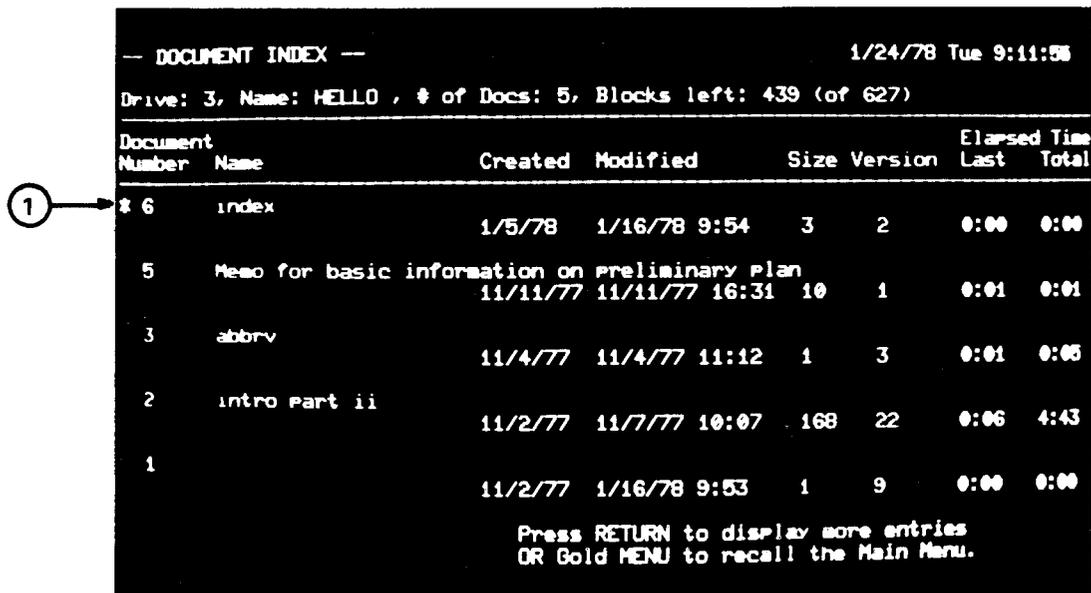 — DOCUMENT INDEX — 1/24/78 Tue 9:11:56
Drive: 3, Name: HELLO , # of Docs: 5, Blocks left: 439 (of 627)
Document Elapsed Time
Number Name Created Modified Size Version Last Total
1 * 6 index
1/5/78 1/16/78 9:54 3 2 0:00 0:00
5 Memo for basic information on preliminary plan
11/11/77 11/11/77 16:31 10 1 0:01 0:01
3 abbrv
11/4/77 11/4/77 11:12 1 3 0:01 0:05
2 intro part ii
11/2/77 11/7/77 10:07 168 22 0:06 4:43
1
11/2/77 1/16/78 9:53 1 9 0:00 0:00
Press RETURN to display more entries
OR Gold MENU to recall the Main Menu.